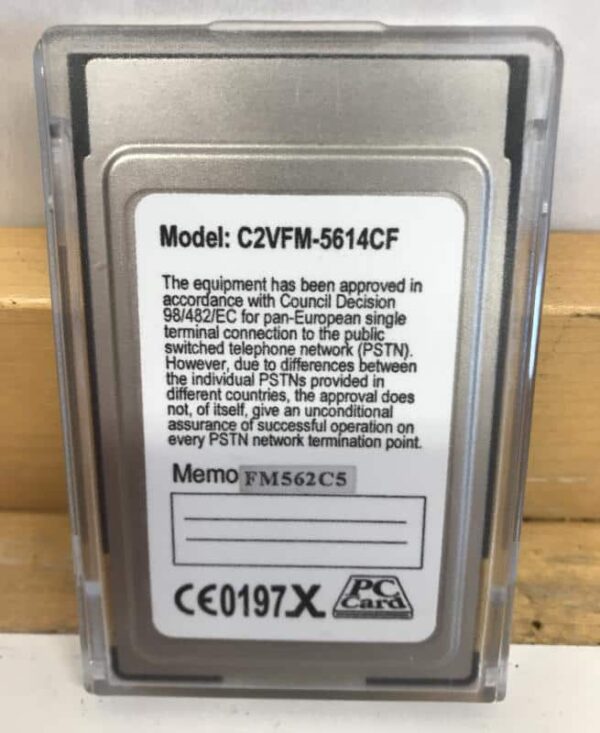 Model: C2VFM-5614CF
The equipment has been approved in
accordance with Council Decision
98/482/EC for pan-European single
terminal connection to the public
switched telephone network (PSTN).
However, due to differences between
the individual PSTNs provided in
different countries, the approval does
not, of itself, give an unconditional
assurance of successful operation on
every PSTN network termination point.
Memo FM562C5
CE0197X PC Card